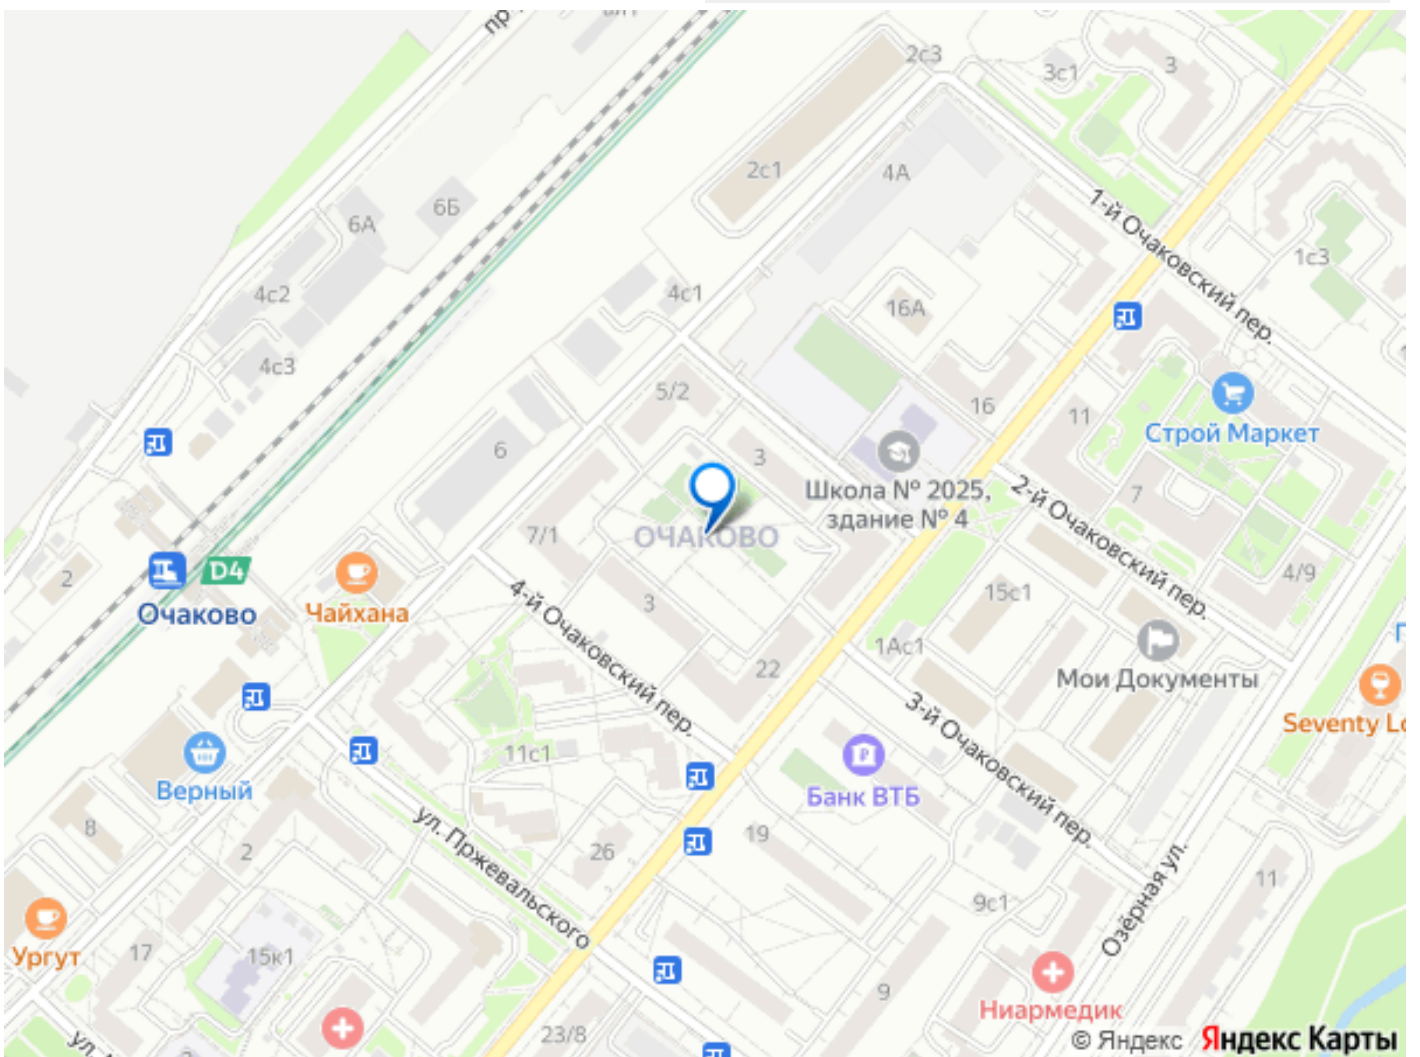 2с3
3с1
3
2с1
4А
6Б
6А
1-й Очаковский пер.
1с3
4с2
4с1
16А
4с3
5/2
16
11
Строй Маркет
6
3
Школа № 2025,
здание № 4
7
2-й Очаковский пер.
ОЧАКОВО
7/1
D4
2
Очаково
Чайхана
4/9
3
4-й Очаковский пер.
15с1
1Ас1
Мои Документы
22
3-й Очаковский пер.
Seventy Lo
11с1
Банк ВТБ
Верный
8
2
ул. Пржевальского
26
19
Озёрная ул.
11
9с1
Ургут
17
15к1
9
Ниармедик
23/8
© Яндекс Яндекс Карты